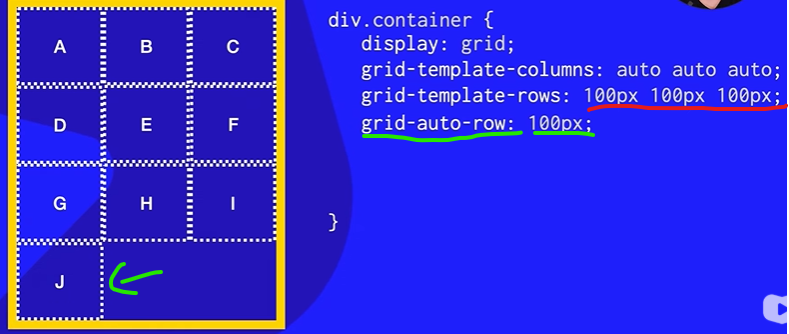 A B C
D E F
G H I
J
div.container {
display: grid;
grid-template-columns: auto auto auto;
grid-template-rows: 100px 100px 100px;
grid-auto-row: 100px;
}